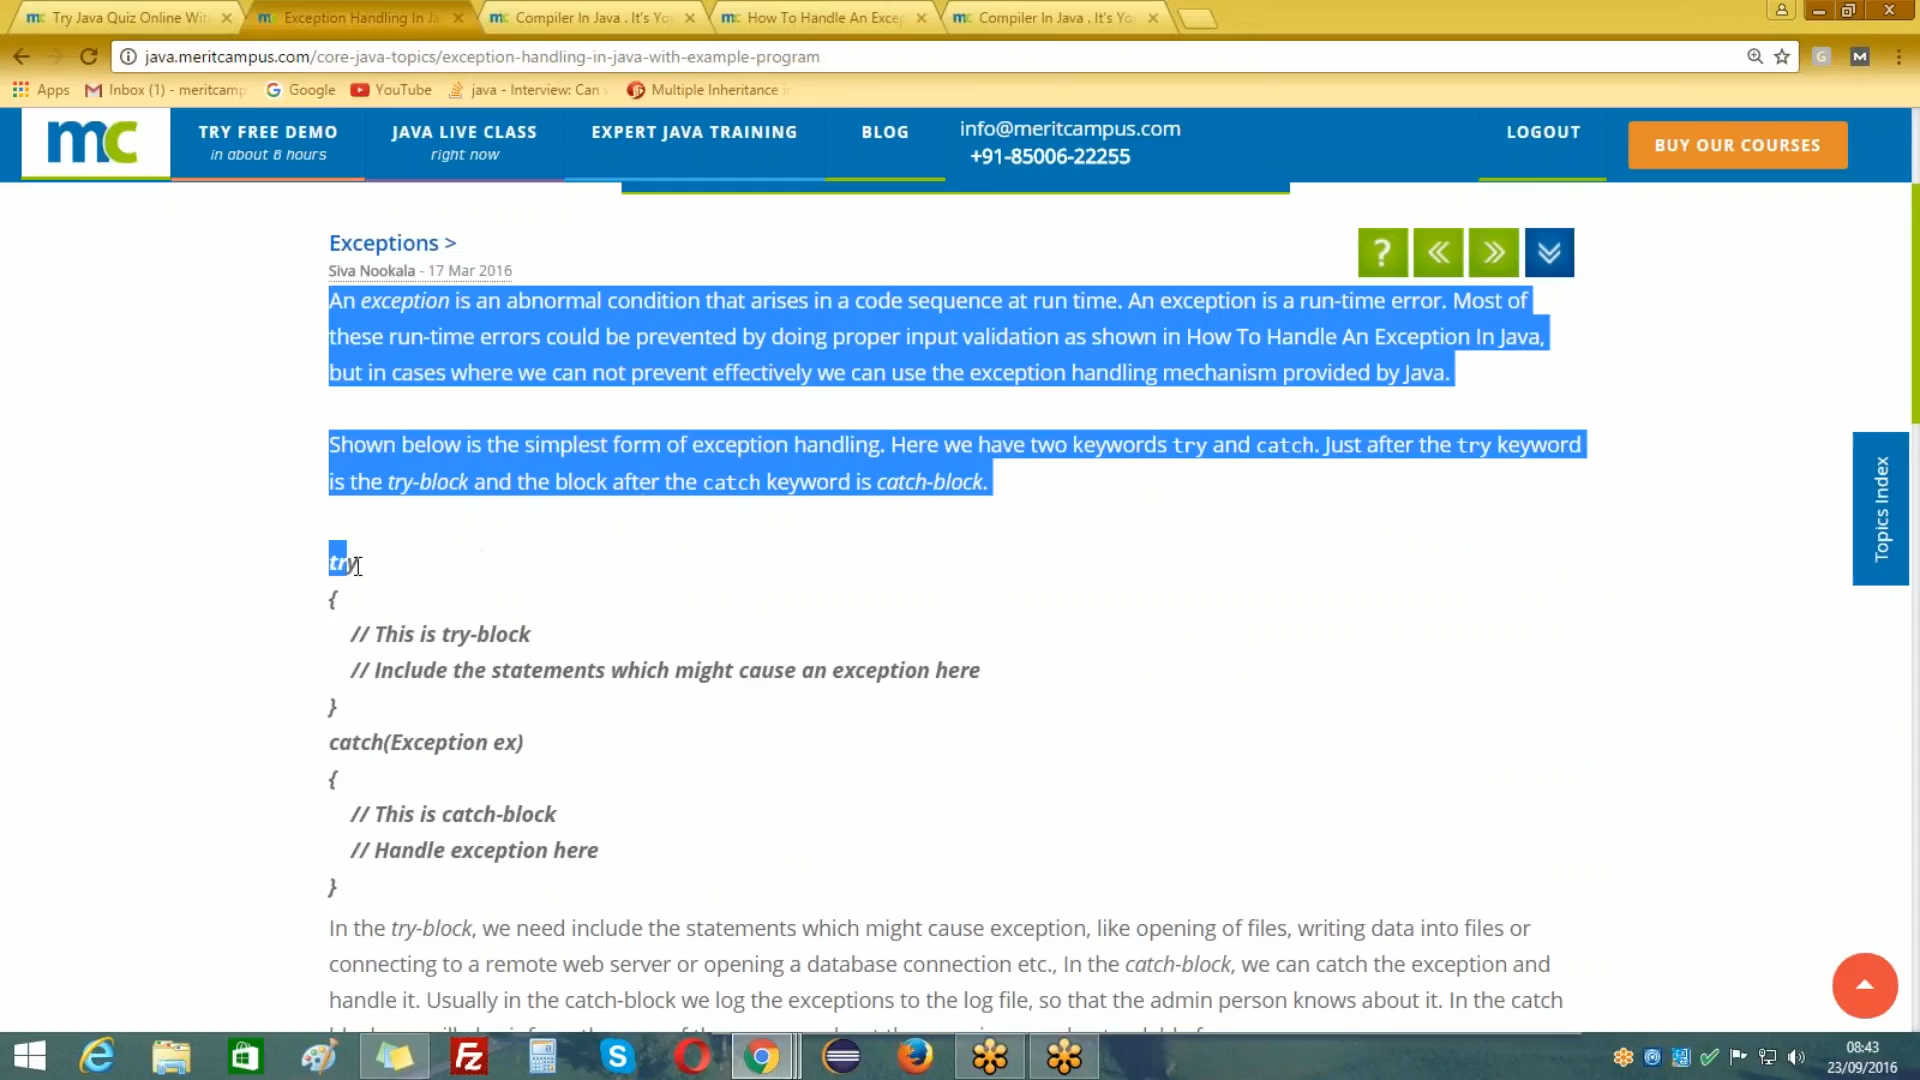 Try Java Quiz Online Wit
Exception Handling In Ja
Compiler In Java . It's Yo
How To Handle An Excep
Compiler In Java . It's Yo
java.meritcampus.com/core-java-topics/exception-handling-in-java-with-example-program
G
M
Apps
Inbox (1) - meritcamp
Google
YouTube
java - Interview: Can
Multiple Inheritance i
mc
TRY FREE DEMO
in about 8 hours
JAVA LIVE CLASS
right now
EXPERT JAVA TRAINING
BLOG
info@meritcampus.com
+91-85006-22255
LOGOUT
BUY OUR COURSES
Exceptions >
?
Siva Nookala - 17 Mar 2016
An exception is an abnormal condition that arises in a code sequence at run time. An exception is a run-time error. Most of
these run-time errors could be prevented by doing proper input validation as shown in How To Handle An Exception In Java,
but in cases where we can not prevent effectively we can use the exception handling mechanism provided by Java.
Shown below is the simplest form of exception handling. Here we have two keywords try and catch. Just after the try keyword
is the try-block and the block after the catch keyword is catch-block.
Topics Index
try
{
// This is try-block
// Include the statements which might cause an exception here
}
catch(Exception ex)
{
// This is catch-block
// Handle exception here
}
In the try-block, we need include the statements which might cause exception, like opening of files, writing data into files or
connecting to a remote web server or opening a database connection etc., In the catch-block, we can catch the exception and
handle it. Usually in the catch-block we log the exceptions to the log file, so that the admin person knows about it. In the catch
08:43
23/09/2016